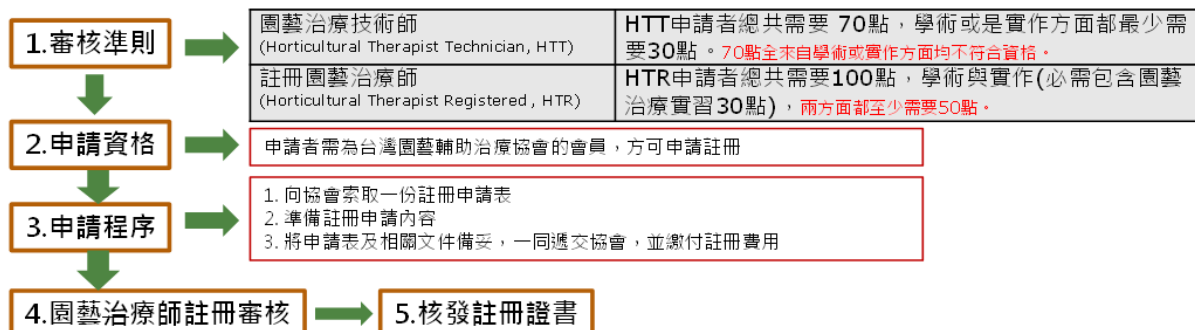 1.審核準則
園藝治療技術師
(Horticultural Therapist Technician, HTT)
HTT申請者總共需要 70點，學術或是實作方面都最少需
要30點。70點全來自學術或實作方面均不符合資格。
註冊園藝治療師
(Horticultural Therapist Registered , HTR)
HTR申請者總共需要100點，學術與實作(必需包含園藝
治療實習30點)，兩方面都至少需要50點。
2.申請資格
申請者需為台灣園藝輔助治療協會的會員，方可申請註冊
3.申請程序
1. 向協會索取一份註冊申請表
2. 準備註冊申請內容
3. 將申請表及相關文件備妥，一同遞交協會，並繳付註冊費用
4.園藝治療師註冊審核
5.核發註冊證書